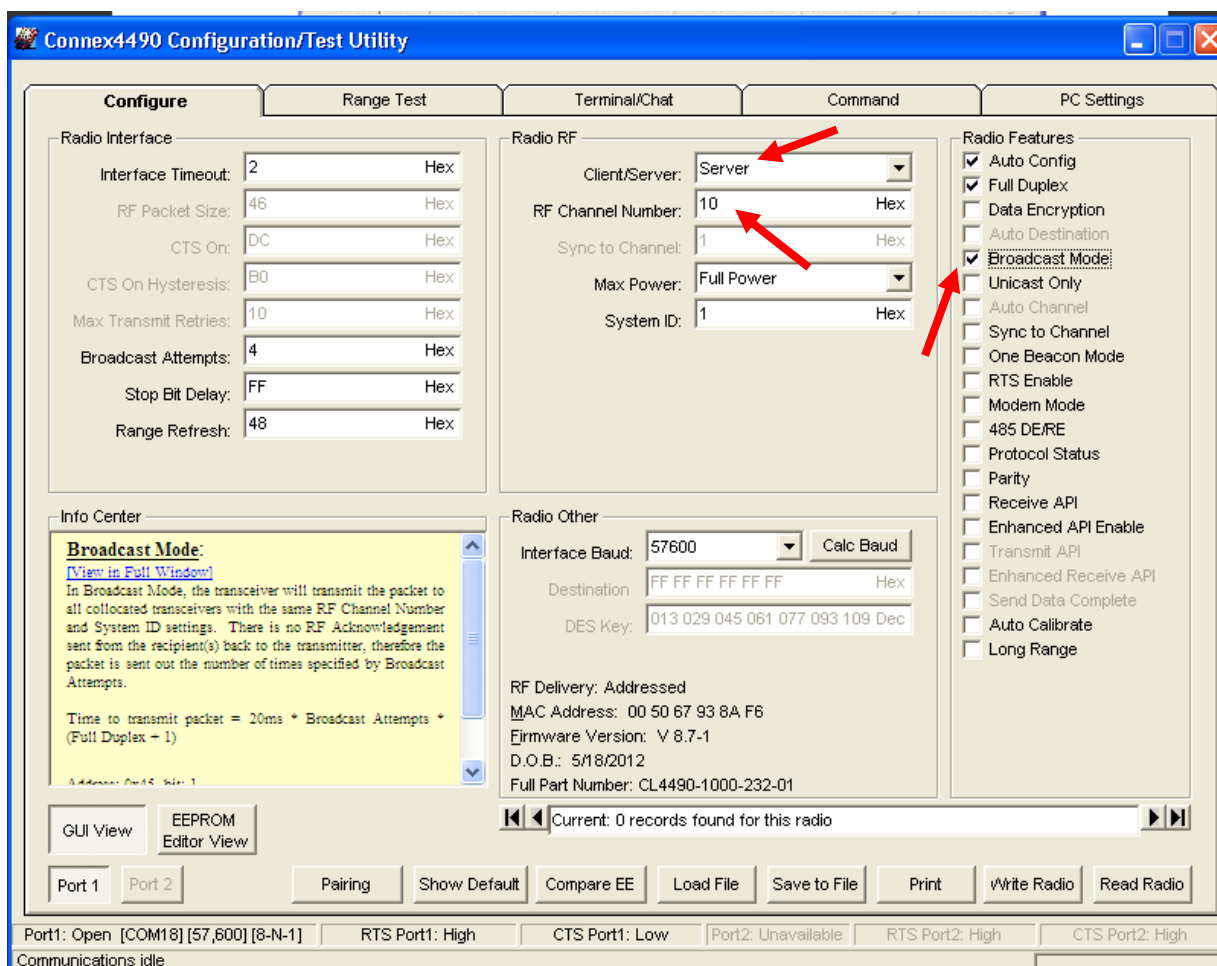 Connex4490 Configuration/Test Utility
Configure
Range Test
Terminal/Chat
Command
PC Settings
Radio Interface
Interface Timeout: 2 Hex
RF Packet Size: 46 Hex
CTS On: DC Hex
CTS On Hysteresis: B0 Hex
Max Transmit Retries: 10 Hex
Broadcast Attempts: 4 Hex
Stop Bit Delay: FF Hex
Range Refresh: 48 Hex
Radio RF
Client/Server: Server
RF Channel Number: 10 Hex
Sync to Channel: 1 Hex
Max Power: Full Power
System ID: 1 Hex
Radio Features
Auto Config
Full Duplex
Data Encryption
Auto Destination
Broadcast Mode
Unicast Only
Auto Channel
Sync to Channel
One Beacon Mode
RTS Enable
Modem Mode
485 DE/RE
Protocol Status
Parity
Receive API
Enhanced API Enable
Transmit API
Enhanced Receive API
Send Data Complete
Auto Calibrate
Long Range
Info Center
Broadcast Mode:
[View in Full Window]
In Broadcast Mode, the transceiver will transmit the packet to
all collocated transceivers with the same RF Channel Number
and System ID settings. There is no RF Acknowledgement
sent from the recipient(s) back to the transmitter, therefore the
packet is sent out the number of times specified by Broadcast
Attempts.
Time to transmit packet = 20ms * Broadcast Attempts *
(Full Duplex + 1)
Address: 0x45, bit: 1
Radio Other
Interface Baud: 57600 Calc Baud
Destination FF FF FF FF FF FF Hex
DES Key: 013 029 045 061 077 093 109 Dec
RF Delivery: Addressed
MAC Address: 00 50 67 93 8A F6
Firmware Version: V 8.7-1
D.O.B.: 5/18/2012
Full Part Number: CL4490-1000-232-01
GUI View
EEPROM
Editor View
Current: 0 records found for this radio
Port 1
Port 2
Pairing
Show Default
Compare EE
Load File
Save to File
Print
Write Radio
Read Radio
Port1: Open [COM18] [57,600] [8-N-1]
RTS Port1: High
CTS Port1: Low
Port2: Unavailable
RTS Port2: High
CTS Port2: High
Communications idle